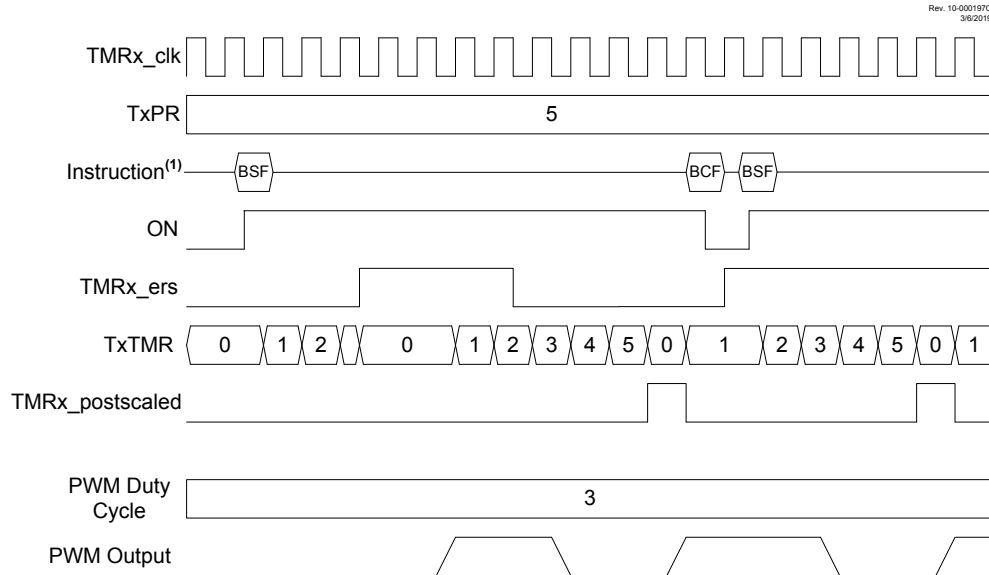 Rev. 10-000197C
3/6/2019
TMRx_clk
TxPR 5
Instruction(1) BSF BCF BSF
ON
TMRx_ers
TxTMR 0 1 2 0 1 2 3 4 5 0 1 2 3 4 5 0 1
TMRx_postscaled
PWM Duty
Cycle 3
PWM Output